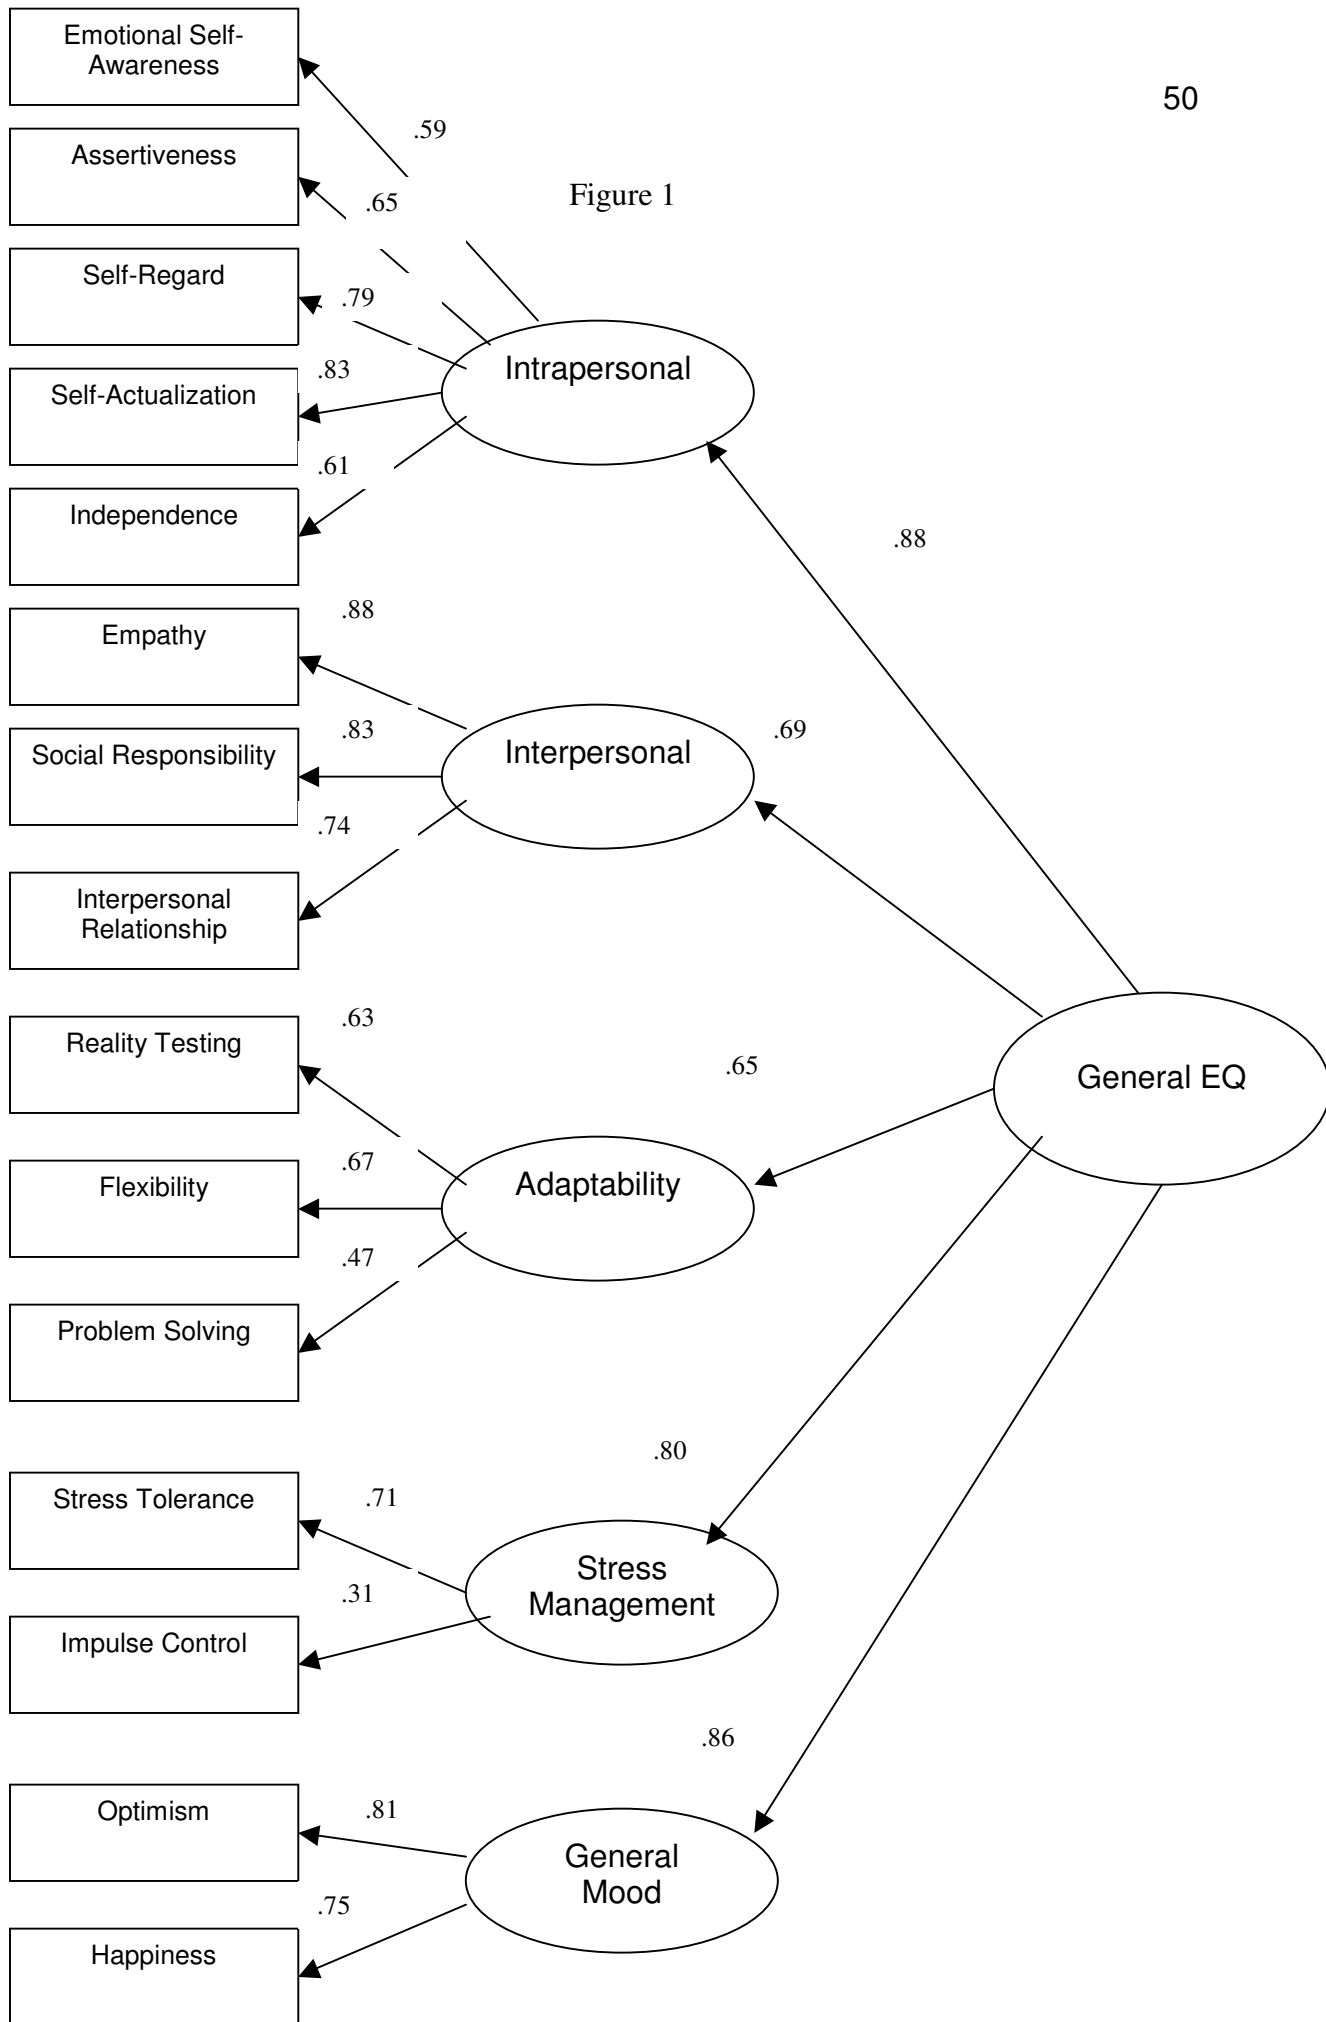 Emotional Self-
Awareness
50
.59
Assertiveness
.65
Figure 1
Self-Regard
.79
.83
Intrapersonal
Self-Actualization
.61
Independence
.88
.88
Empathy
.83
.69
Social Responsibility
Interpersonal
.74
Interpersonal
Relationship
.63
Reality Testing
.65
General EQ
.67
Flexibility
Adaptability
.47
Problem Solving
.80
Stress Tolerance
.71
Stress
Management
.31
Impulse Control
.86
Optimism
.81
General
Mood
.75
Happiness